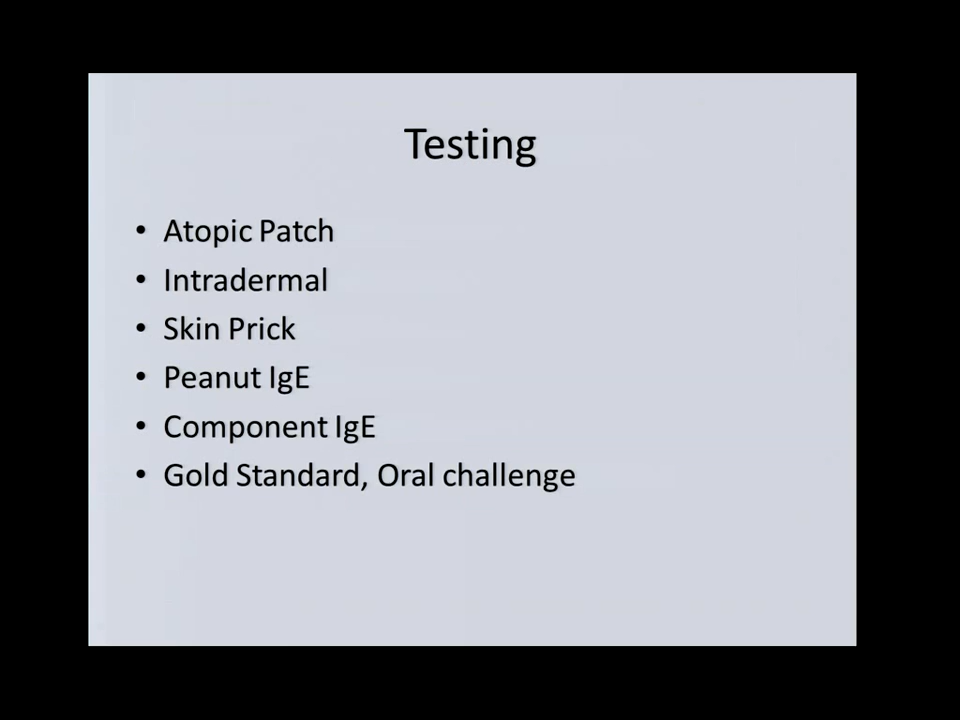 Testing
• Atopic Patch
• Intradermal
• Skin Prick
• Peanut IgE
• Component IgE
• Gold Standard, Oral challenge